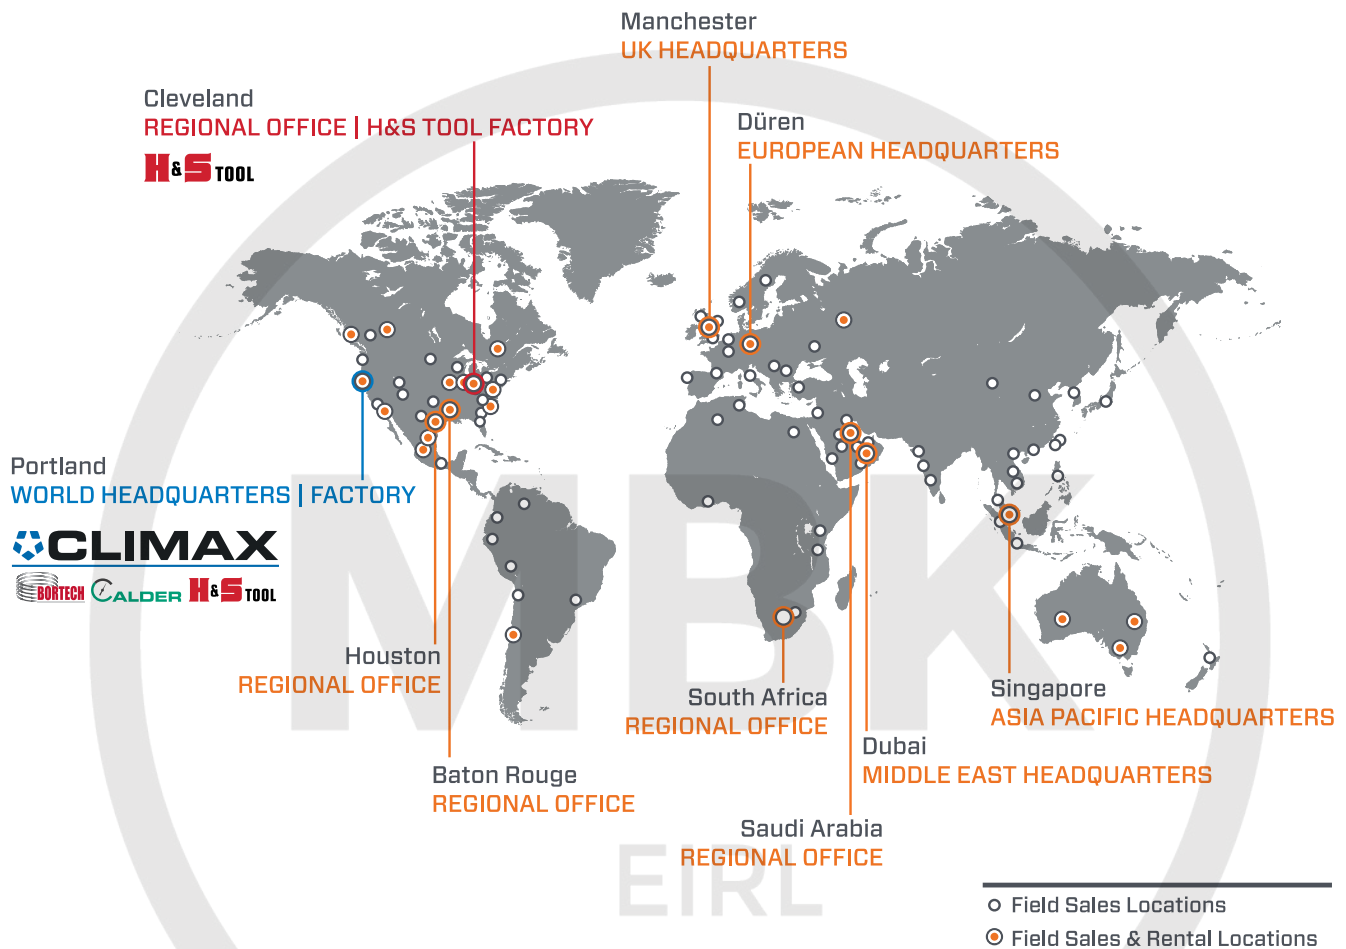 Manchester
UK HEADQUARTERS
Cleveland
REGIONAL OFFICE | H&S TOOL FACTORY
H&S TOOL
Düren
EUROPEAN HEADQUARTERS
Portland
WORLD HEADQUARTERS | FACTORY
CLIMAX
BORTECH CALDER H&S TOOL
Houston
REGIONAL OFFICE
South Africa
REGIONAL OFFICE
Singapore
ASIA PACIFIC HEADQUARTERS
Dubai
MIDDLE EAST HEADQUARTERS
Baton Rouge
REGIONAL OFFICE
Saudi Arabia
REGIONAL OFFICE
MBK
EIRL
Field Sales Locations
Field Sales & Rental Locations